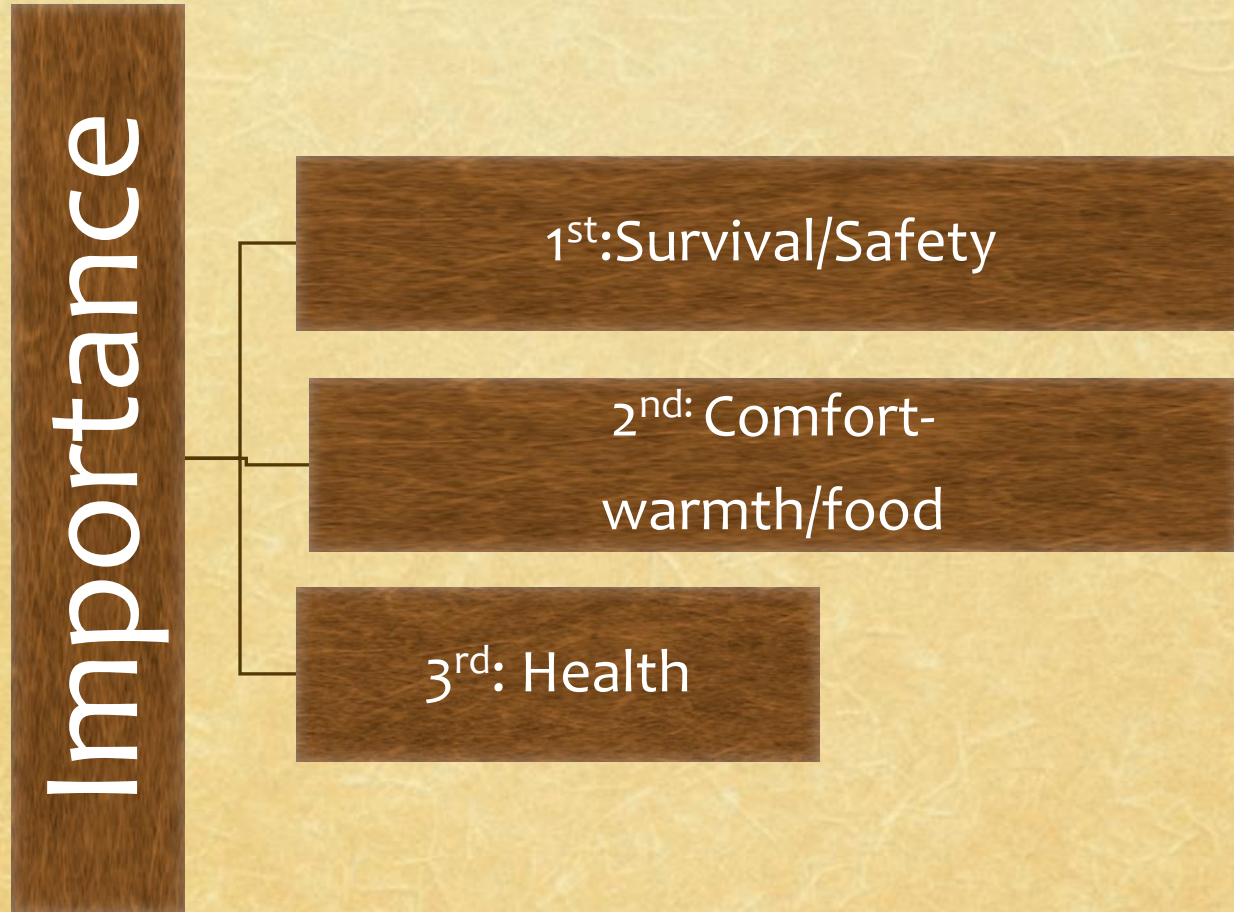 Importance
1st:Survival/Safety
2nd: Comfort-
warmth/food
3rd: Health